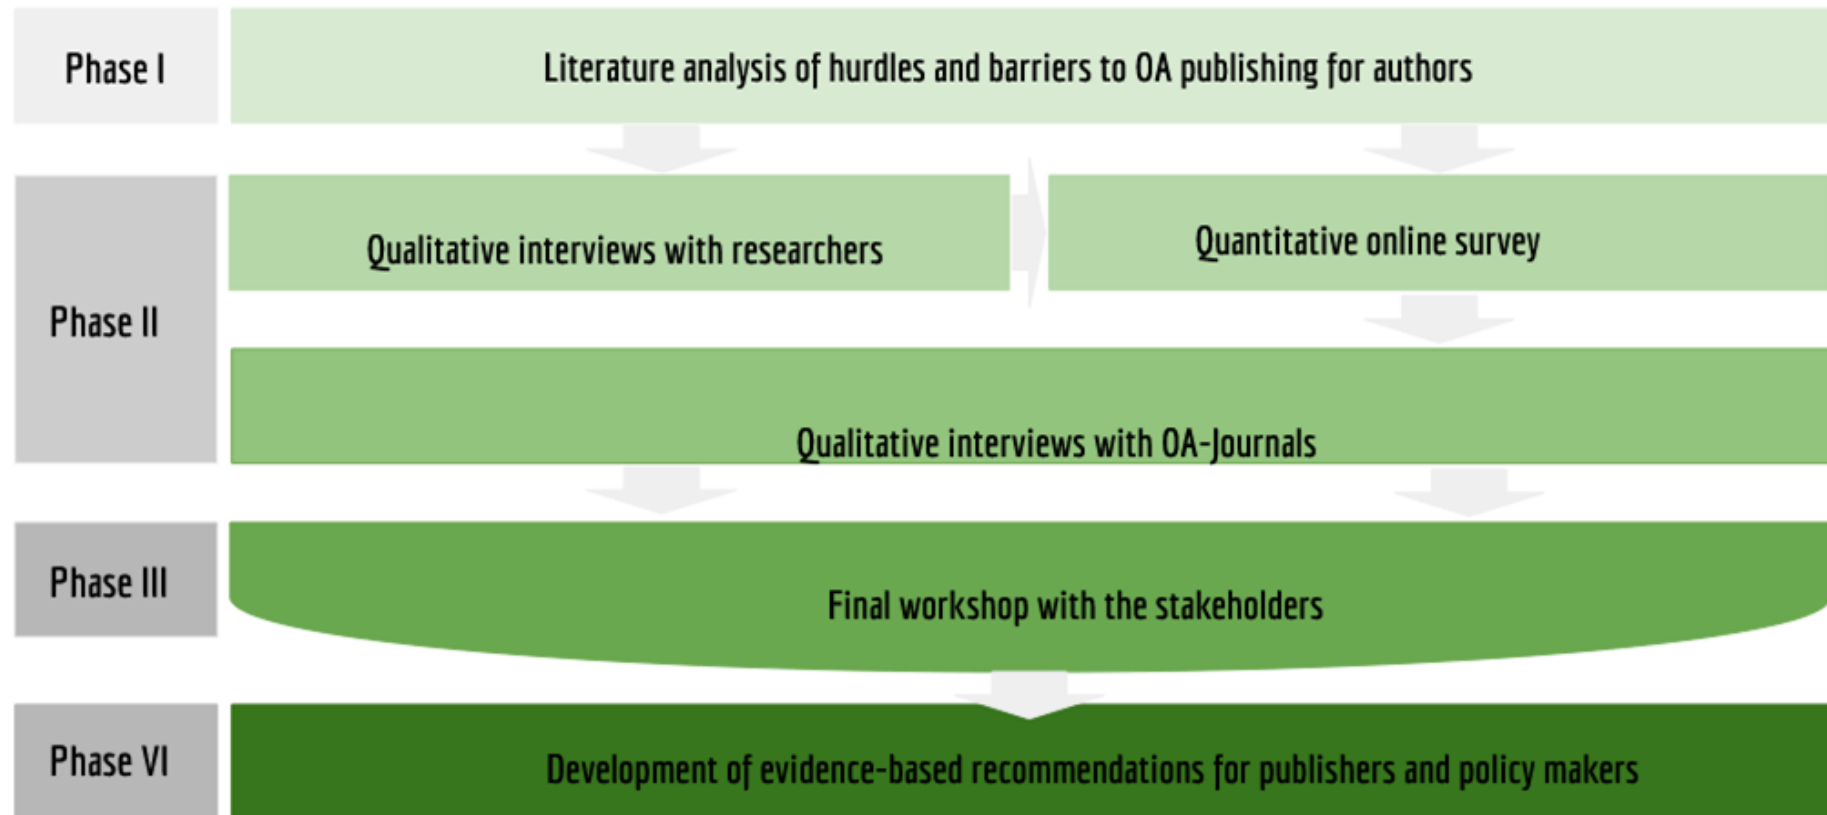 Phase I
Literature analysis of hurdles and barriers to OA publishing for authors
Phase II
Qualitative interviews with researchers
Quantitative online survey
Qualitative interviews with OA-Journals
Phase III
Final workshop with the stakeholders
Phase VI
Development of evidence-based recommendations for publishers and policy makers